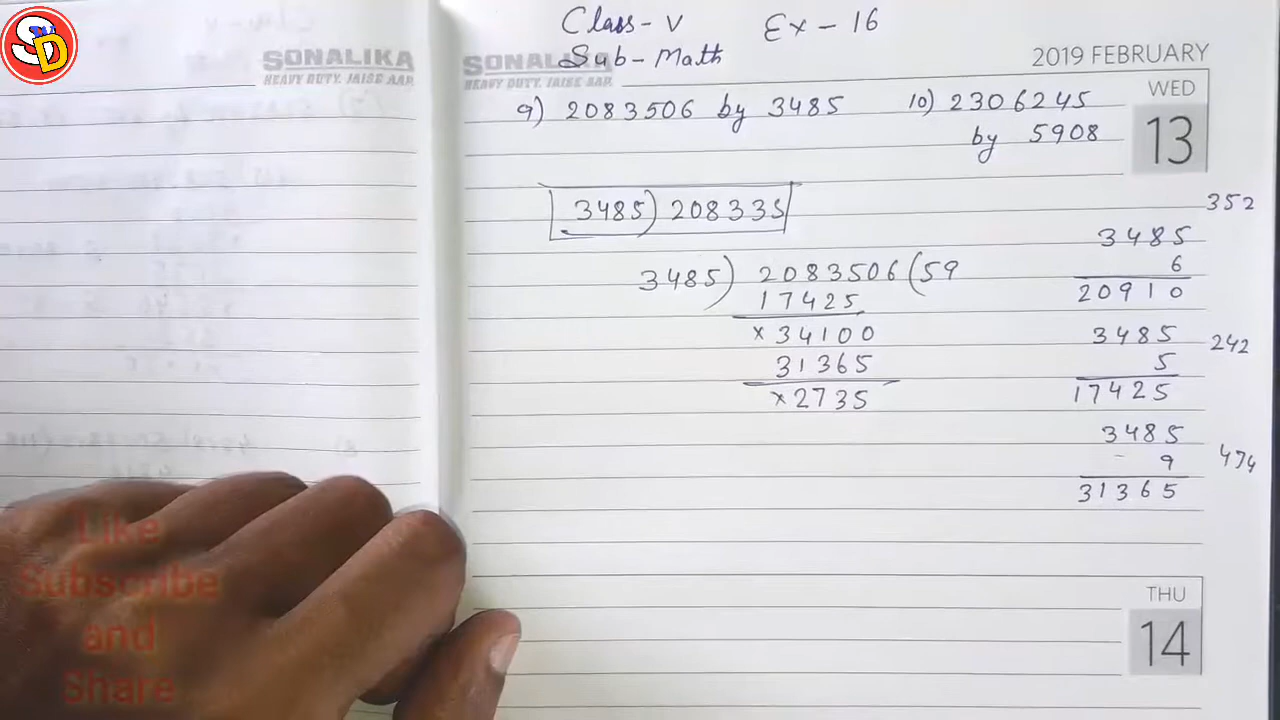 SD
Class - V Ex - 16
Sub - Math
SONALIKA
HEAVY DUTY. JAISE AAP.
SONALIKA
HEAVY DUTY. JAISE AAP.
2019 FEBRUARY
WED
13
9) 2083506 by 3485
10) 2306245
by 5908
3485) 208335
3485) 2083506 (59
17425
×34100
31365
×2735
352
3485
6
20910
3485
5
17425
242
3485
9
31365
474
THU
14
Like
Subscribe
and
Share